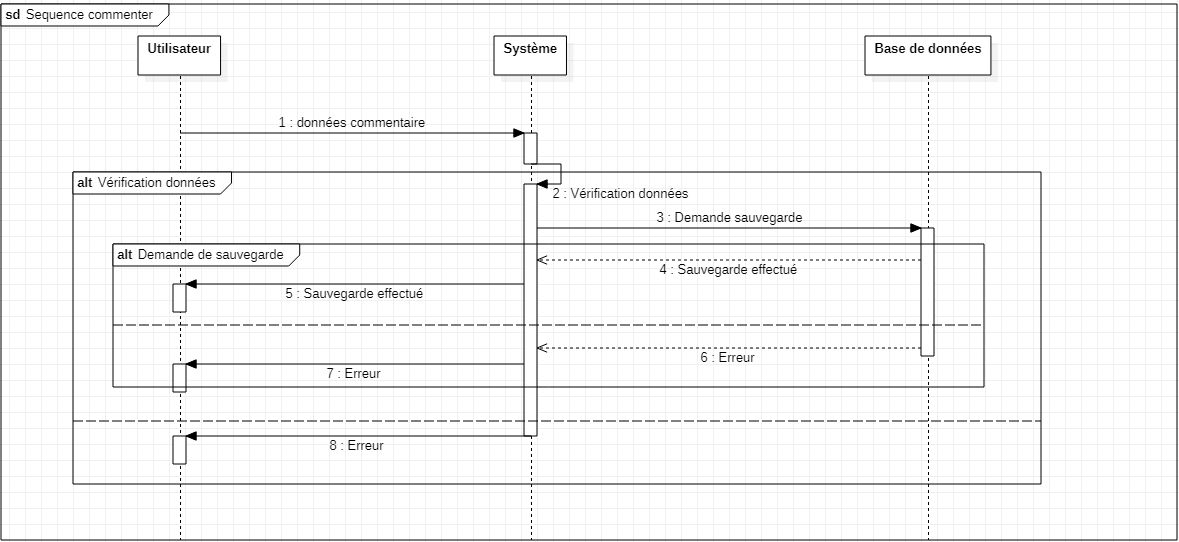 sd Sequence commenter
Utilisateur
Système
Base de données
1 : données commentaire
alt Vérification données
2 : Vérification données
3 : Demande sauvegarde
alt Demande de sauvegarde
4 : Sauvegarde effectué
5 : Sauvegarde effectué
6 : Erreur
7 : Erreur
8 : Erreur